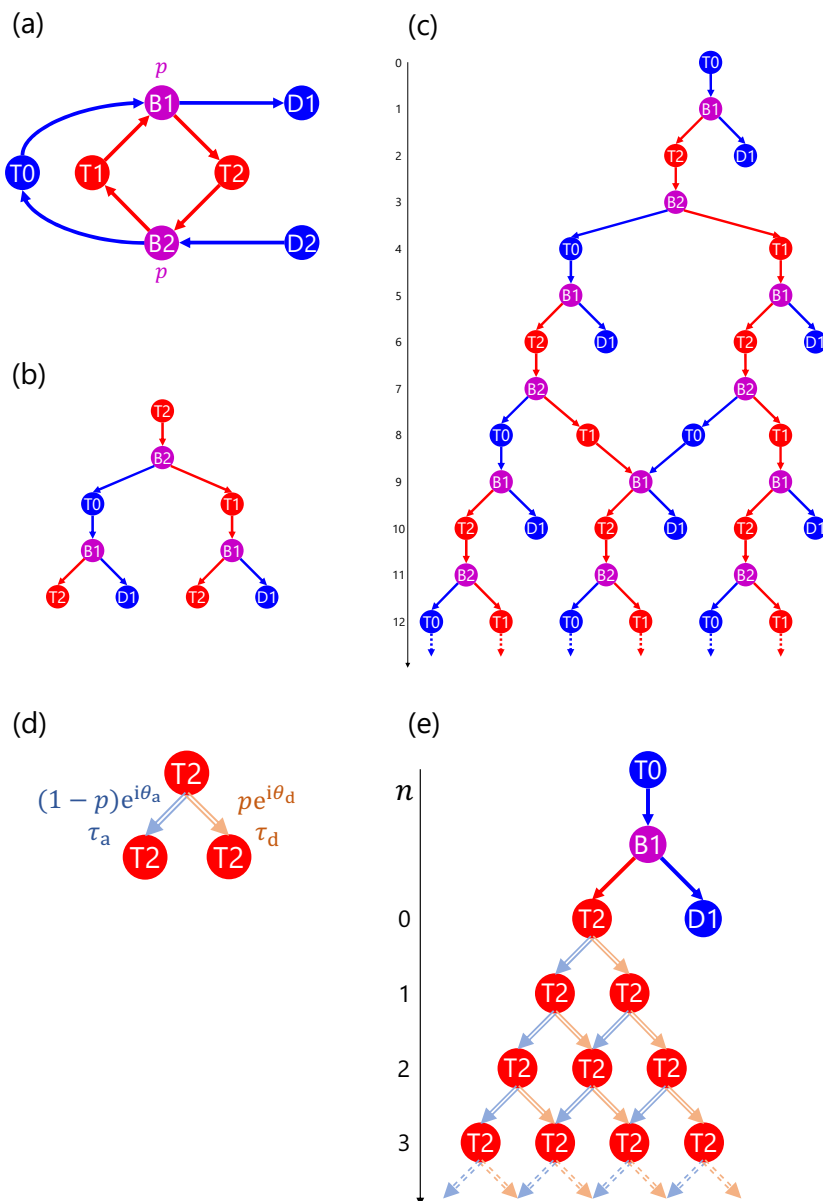 (a)
p
B1 D1
T0 T1 T2
B2 D2
p
(b)
T2
B2
T0 T1
B1 B1
T2 D1 T2 D1
(c)
0 T0
1 B1
2 T2 D1
3 B2
4 T0 T1
5 B1 B1
6 T2 D1 T2 D1
7 B2 B2
8 T0 T1 T0 T1
9 B1 B1 B1
10 T2 D1 T2 D1 T2 D1
11 B2 B2 B2
12 T0 T1 T0 T1 T0 T1
(d)
T2
(1 − p)e^{iθ_a} pe^{iθ_d}
τ_a τ_d
T2 T2
(e)
n T0
B1
0 T2 D1
1 T2 T2
2 T2 T2 T2
3 T2 T2 T2 T2